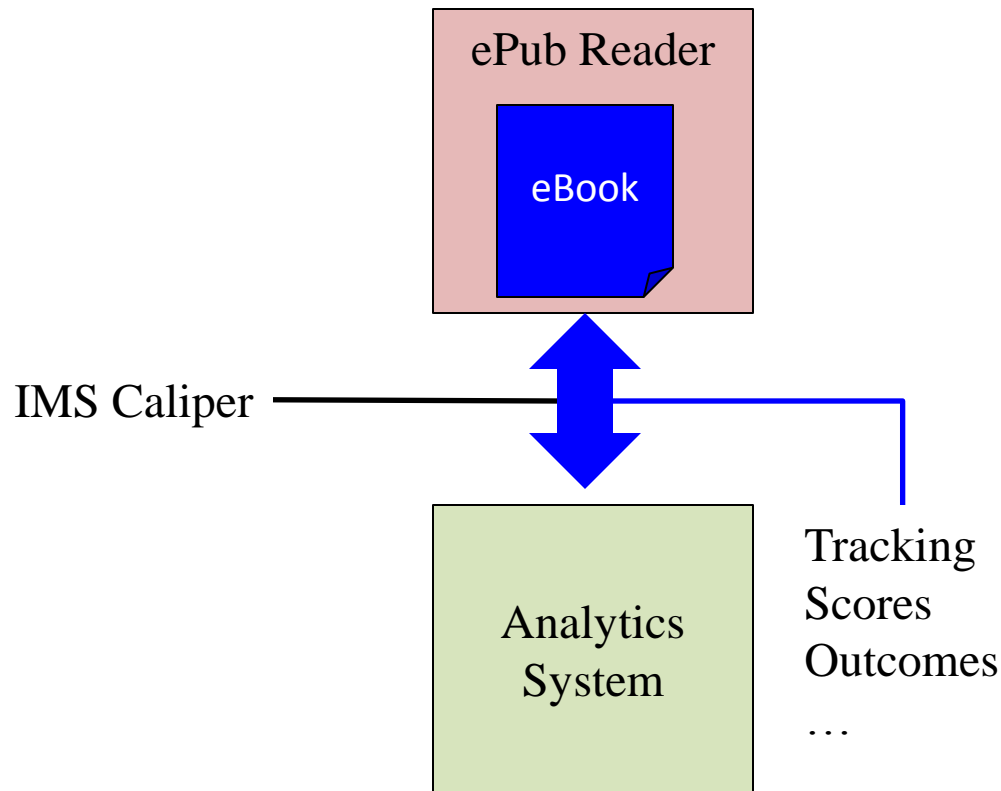 ePub Reader
eBook
IMS Caliper
Tracking
Scores
Outcomes
…
Analytics
System